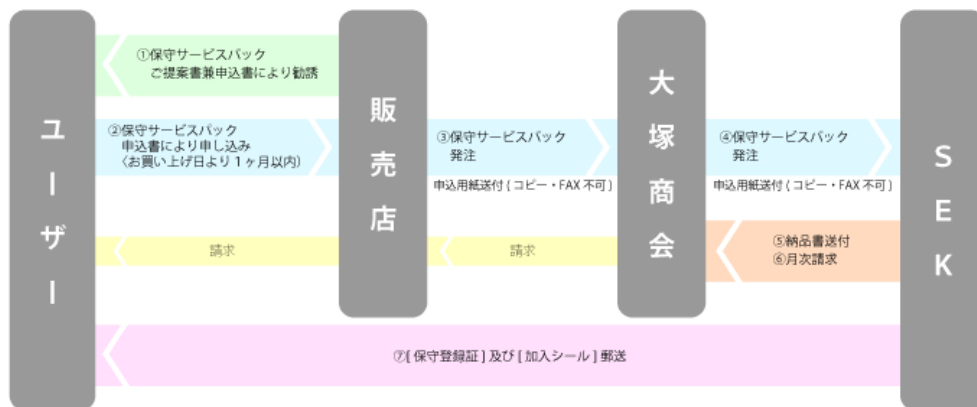 ユーザー
販売店
大塚商会
SEK
①保守サービスパック
ご提案書兼申込書により勧誘
②保守サービスパック
申込書により申し込み
〈お買い上げ日より1ヶ月以内〉
③保守サービスパック
発注
申込用紙送付(コピー・FAX不可)
④保守サービスパック
発注
申込用紙送付(コピー・FAX不可)
請求
請求
⑤納品書送付
⑥月次請求
⑦[保守登録証]及び[加入シール]郵送